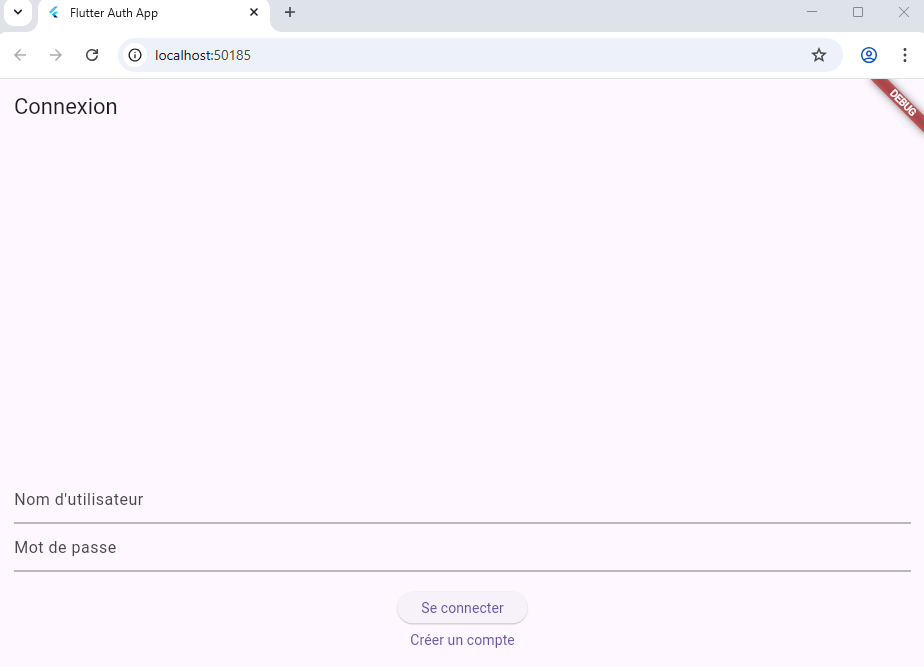 Flutter Auth App
localhost:50185
Connexion
DEBUG
Nom d'utilisateur
Mot de passe
Se connecter
Créer un compte